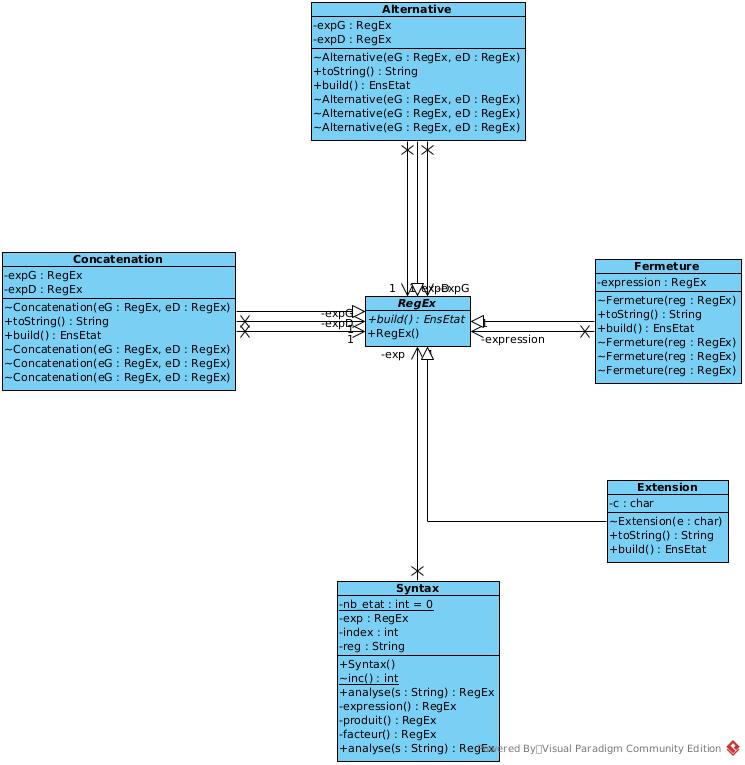 Alternative
-expG : RegEx
-expD : RegEx
~Alternative(eG : RegEx, eD : RegEx)
+toString() : String
+build() : EnsEtat
~Alternative(eG : RegEx, eD : RegEx)
~Alternative(eG : RegEx, eD : RegEx)
~Alternative(eG : RegEx, eD : RegEx)
Concatenation
-expG : RegEx
-expD : RegEx
~Concatenation(eG : RegEx, eD : RegEx)
+toString() : String
+build() : EnsEtat
~Concatenation(eG : RegEx, eD : RegEx)
~Concatenation(eG : RegEx, eD : RegEx)
~Concatenation(eG : RegEx, eD : RegEx)
-expG
-expD
1
1
-expG
RegEx
+build() : EnsEtat
+RegEx()
-exp
1
-expression
Fermeture
-expression : RegEx
~Fermeture(reg : RegEx)
+toString() : String
+build() : EnsEtat
~Fermeture(reg : RegEx)
~Fermeture(reg : RegEx)
~Fermeture(reg : RegEx)
Extension
-c : char
~Extension(e : char)
+toString() : String
+build() : EnsEtat
Syntax
-nb_etat : int = 0
-exp : RegEx
-index : int
-reg : String
+Syntax()
~inc() : int
+analyse(s : String) : RegEx
-expression() : RegEx
-produit() : RegEx
-facteur() : RegEx
+analyse(s : String) : RegEx
Powered By Visual Paradigm Community Edition